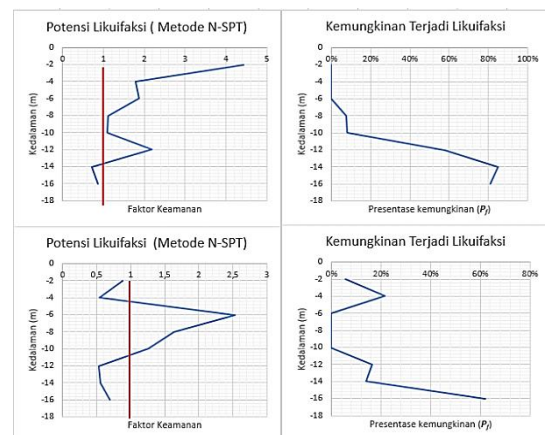 Potensi Likuifaksi ( Metode N-SPT)
0 1 2 3 4 5
0
-2
-4
-6
-8
-10
-12
-14
-16
-18
Kedalaman (m)
Faktor Keamanan
Kemungkinan Terjadi Likuifaksi
0% 20% 40% 60% 80% 100%
0
-2
-4
-6
-8
-10
-12
-14
-16
-18
Kedalaman (m)
Presentase kemungkinan (Pf)
Potensi Likuifaksi (Metode N-SPT)
0 0,5 1 1,5 2 2,5 3
0
-2
-4
-6
-8
-10
-12
-14
-16
-18
Kedalaman (m)
Faktor Keamanan
Kemungkinan Terjadi Likuifaksi
0% 20% 40% 60% 80%
0
-2
-4
-6
-8
-10
-12
-14
-16
-18
Kedalaman (m)
Presentase kemungkinan (Pf)